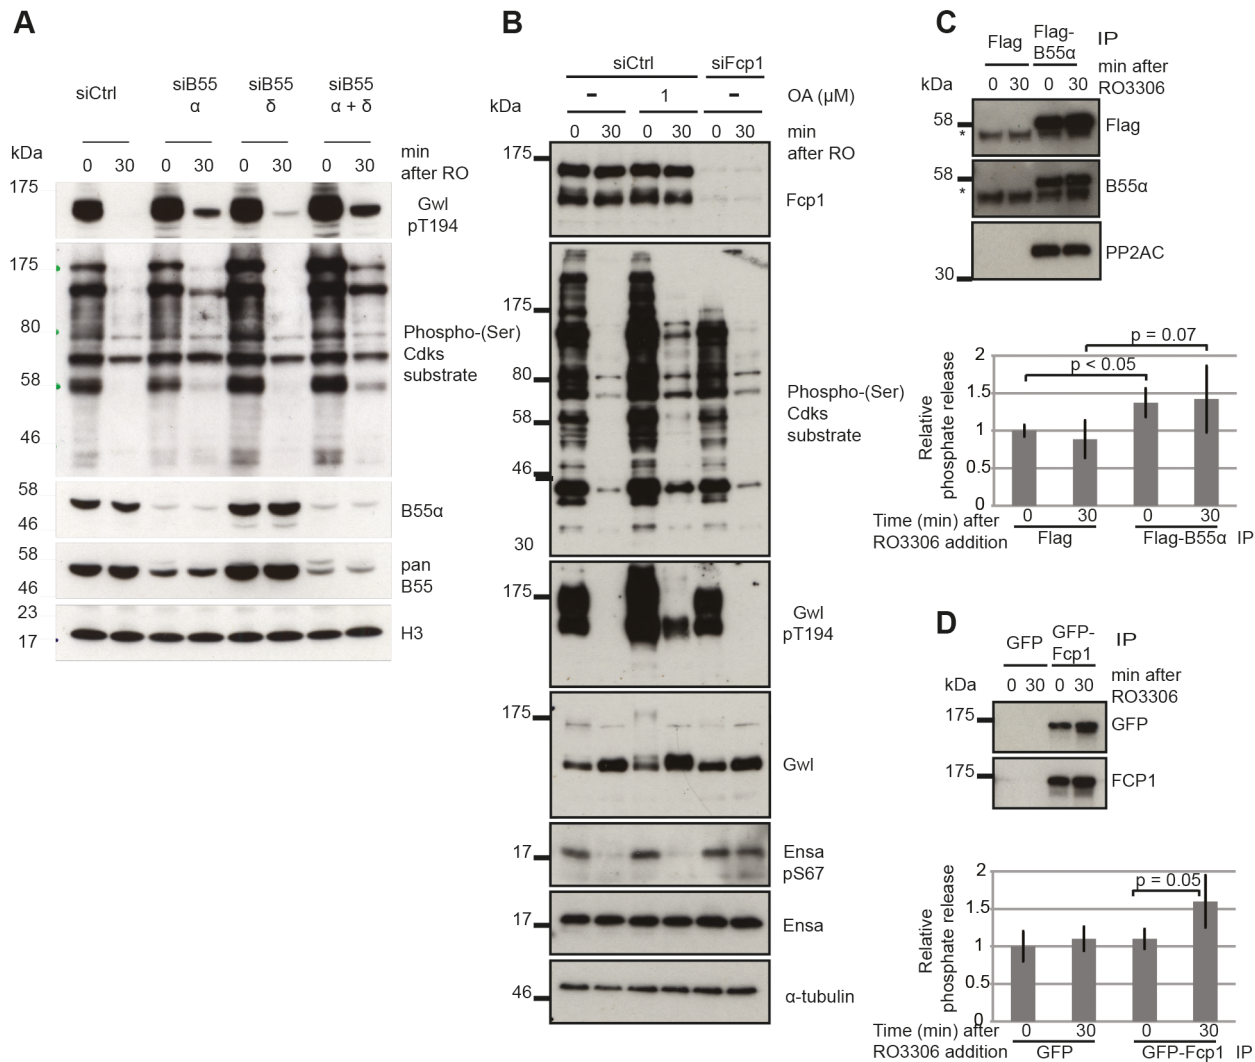 A
siCtrl
siB55
α
siB55
δ
siB55
α + δ
kDa
0 30 0 30 0 30 0 30
min
after RO
175
Gwl
pT194
175
80
58
46
Phospho-(Ser)
Cdks
substrate
58
46
B55α
58
46
pan
B55
23
17
H3
B
siCtrl siFcp1
- 1 - OA (µM)
kDa
0 30 0 30 0 30
min
after RO
175
Fcp1
175
80
58
46
30
Phospho-(Ser)
Cdks
substrate
175
Gwl
pT194
175
Gwl
17
Ensa
pS67
17
Ensa
46
α-tubulin
C
Flag
Flag-
B55α
IP
kDa
0 30 0 30
min after
RO3306
58
*
Flag
58
*
B55α
PP2AC
30
p = 0.07
p < 0.05
2
1.5
1
0.5
0
Relative
phosphate release
Time (min) after
RO3306 addition
0 30 0 30
Flag Flag-B55α IP
D
GFP
GFP-
Fcp1
IP
kDa
0 30 0 30
min after
RO3306
175
GFP
175
FCP1
p = 0.05
2
1.5
1
0.5
0
Relative
phosphate release
Time (min) after
RO3306 addition
0 30 0 30
GFP GFP-Fcp1 IP